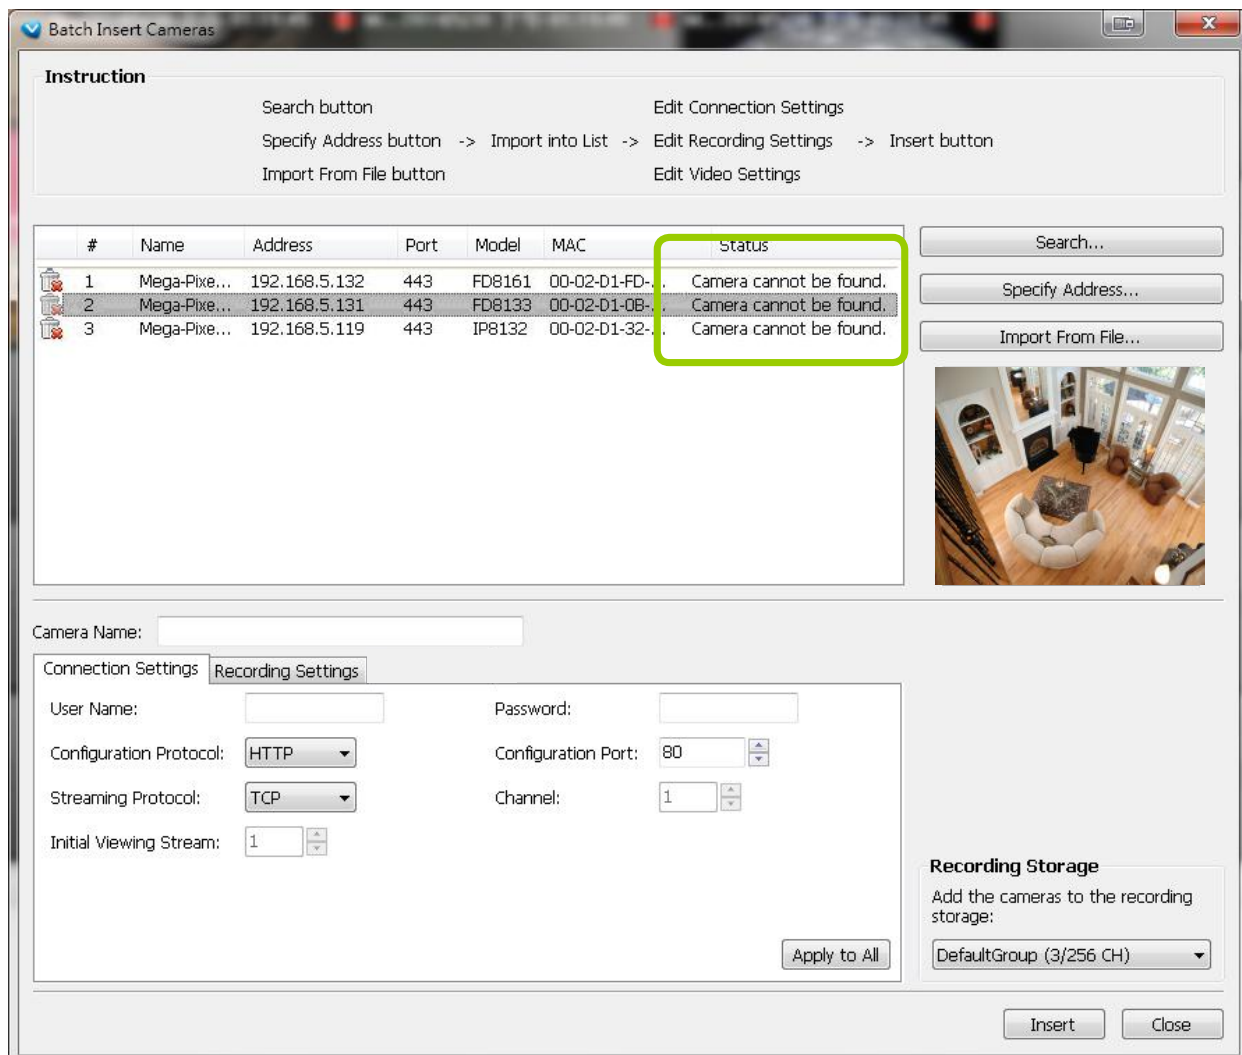 Batch Insert Cameras
Instruction
Search button Edit Connection Settings
Specify Address button -> Import into List -> Edit Recording Settings -> Insert button
Import From File button Edit Video Settings
# Name Address Port Model MAC Status
1 Mega-Pixe... 192.168.5.132 443 FD8161 00-02-D1-FD-... Camera cannot be found.
2 Mega-Pixe... 192.168.5.131 443 FD8133 00-02-D1-0B-... Camera cannot be found.
3 Mega-Pixe... 192.168.5.119 443 IP8132 00-02-D1-32-... Camera cannot be found.
Search...
Specify Address...
Import From File...
Camera Name:
Connection Settings Recording Settings
User Name: Password:
Configuration Protocol: HTTP Configuration Port: 80
Streaming Protocol: TCP Channel: 1
Initial Viewing Stream: 1
Apply to All
Recording Storage
Add the cameras to the recording
storage:
DefaultGroup (3/256 CH)
Insert Close